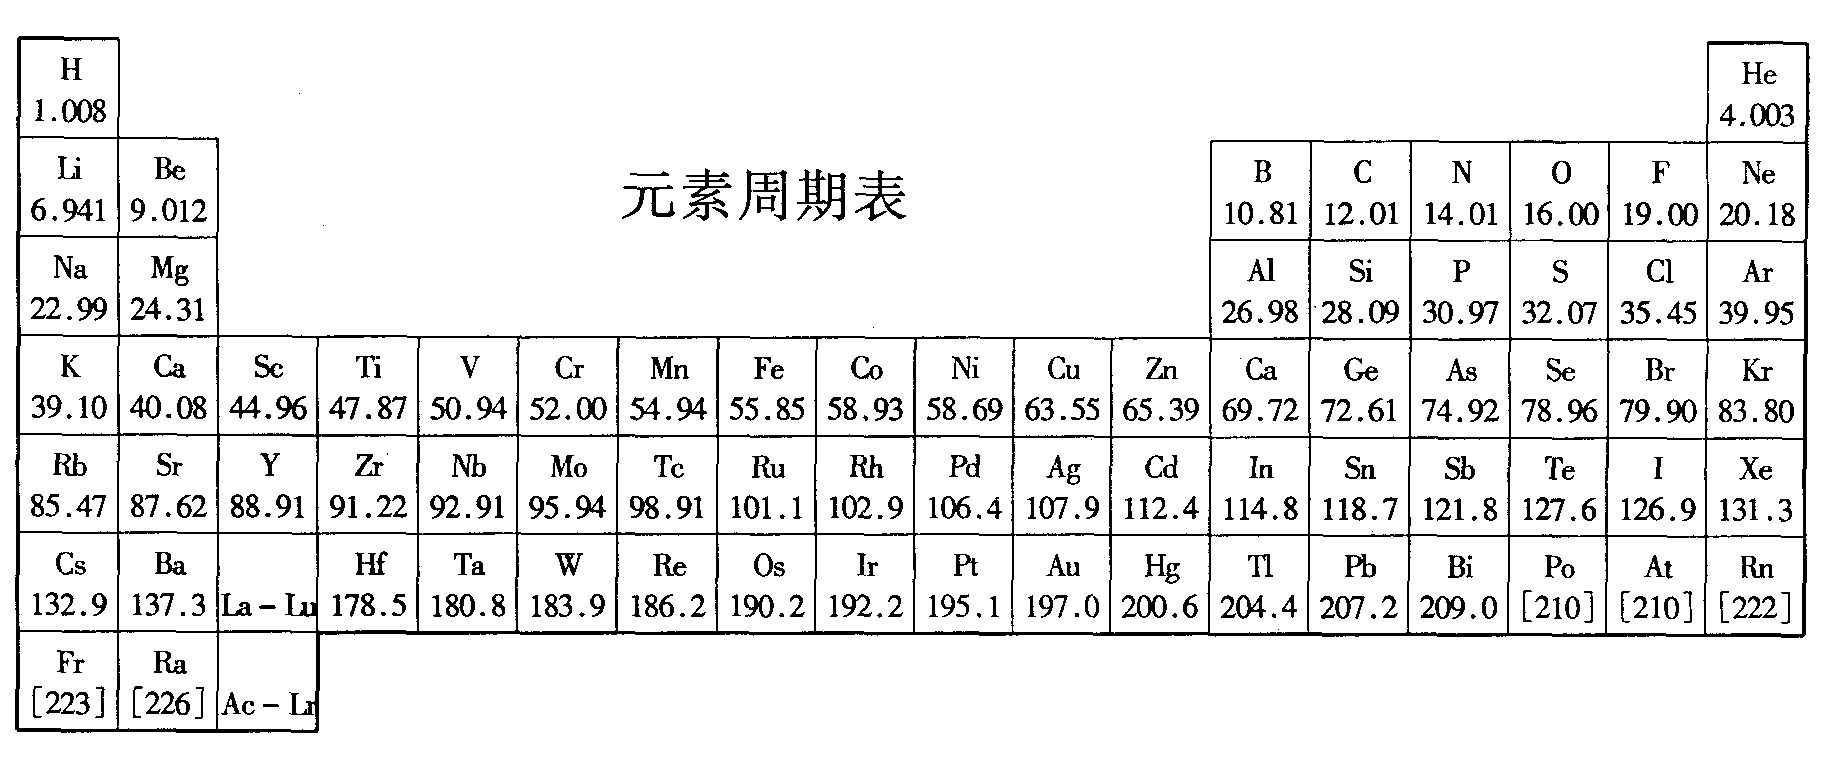 H He
1.008 4.003
Li Be B C N O F Ne
6.941 9.012 元素周期表 10.81 12.01 14.01 16.00 19.00 20.18
Na Mg Al Si P S Cl Ar
22.99 24.31 26.98 28.09 30.97 32.07 35.45 39.95
K Ca Sc Ti V Cr Mn Fe Co Ni Cu Zn Ca Ge As Se Br Kr
39.10 40.08 44.96 47.87 50.94 52.00 54.94 55.85 58.93 58.69 63.55 65.39 69.72 72.61 74.92 78.96 79.90 83.80
Rb Sr Y Zr Nb Mo Tc Ru Rh Pd Ag Cd In Sn Sb Te I Xe
85.47 87.62 88.91 91.22 92.91 95.94 98.91 101.1 102.9 106.4 107.9 112.4 114.8 118.7 121.8 127.6 126.9 131.3
Cs Ba Hf Ta W Re Os Ir Pt Au Hg Tl Pb Bi Po At Rn
132.9 137.3 La-Lu 178.5 180.8 183.9 186.2 190.2 192.2 195.1 197.0 200.6 204.4 207.2 209.0 [210] [210] [222]
Fr Ra
[223] [226] Ac-Lr